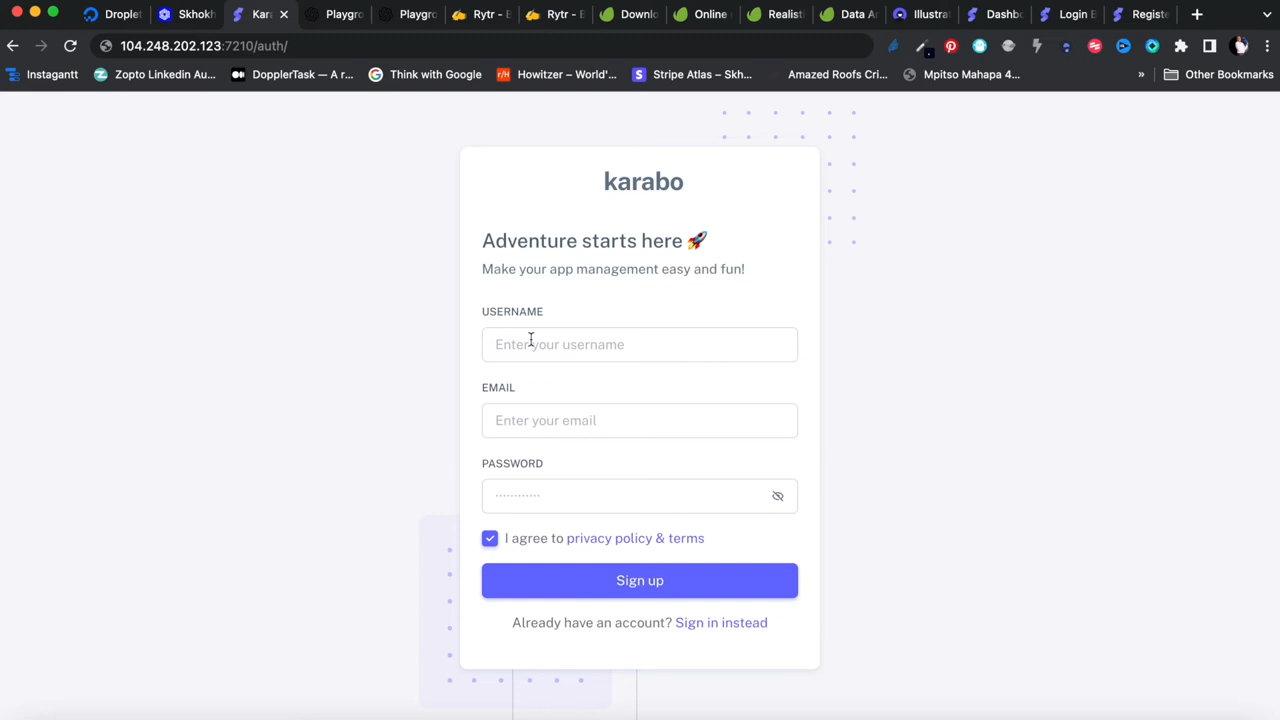 Droplet
Skhokh
Kara
Playgro
Playgro
Rytr - B
Rytr - B
Downlo
Online
Realisti
Data A
Illustrat
Dashbo
Login B
Registe
104.248.202.123:7210/auth/
Instagantt
Zopto Linkedin Au...
DopplerTask — A r...
Think with Google
Howitzer – World'...
Stripe Atlas – Skh...
Amazed Roofs Cri...
Mpitso Mahapa 4...
»
Other Bookmarks
karabo
Adventure starts here 🚀
Make your app management easy and fun!
USERNAME
Enter your username
EMAIL
Enter your email
PASSWORD
············
I agree to privacy policy & terms
Sign up
Already have an account? Sign in instead